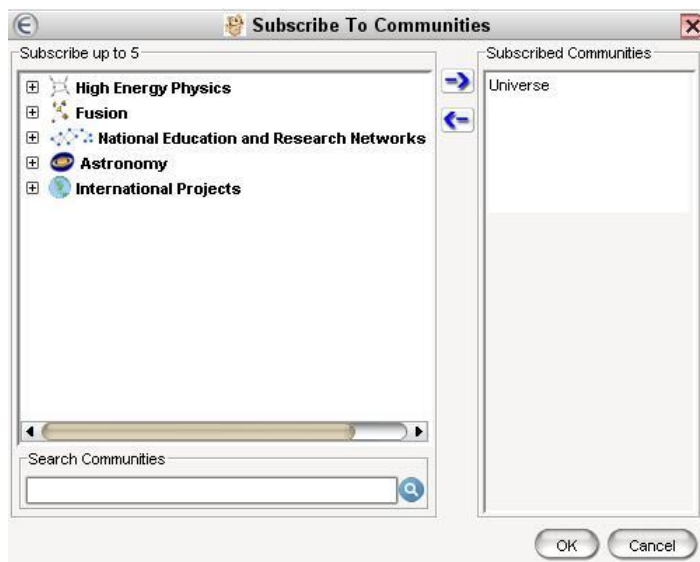 Subscribe To Communities
Subscribe up to 5
High Energy Physics
Fusion
National Education and Research Networks
Astronomy
International Projects
Search Communities
Subscribed Communities
Universe
OK
Cancel